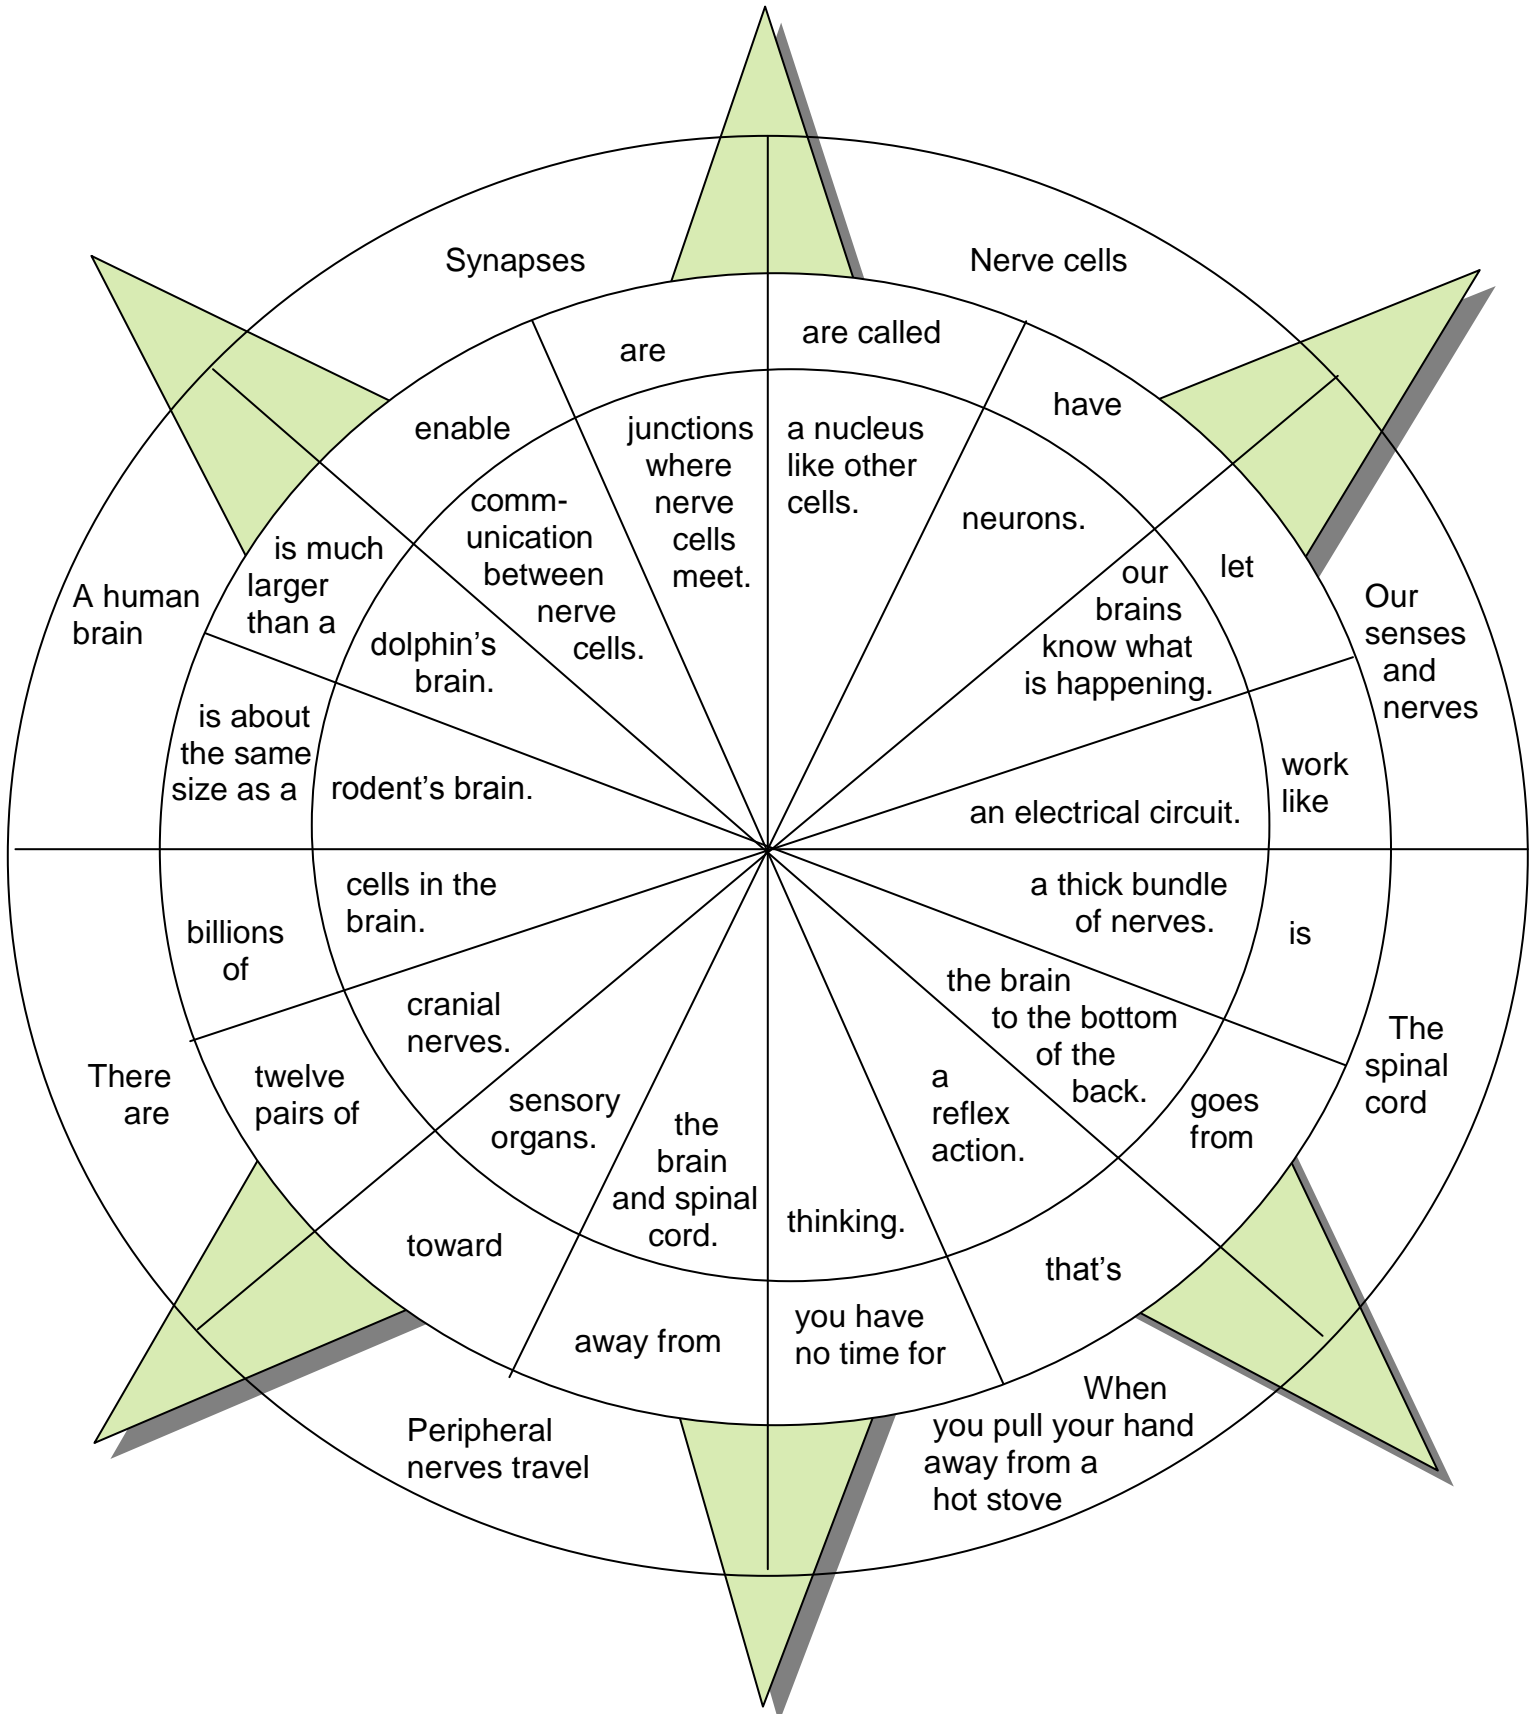 Synapses
Nerve cells
are
are called
enable
have
junctions
where
nerve
cells
meet.
a nucleus
like other
cells.
comm-
unication
between
nerve
cells.
neurons.
is much
larger
than a
A human
brain
dolphin's
brain.
our
brains
know what
is happening.
let
Our
senses
and
nerves
is about
the same
size as a
rodent's brain.
an electrical circuit.
work
like
cells in the
brain.
billions
of
a thick bundle
of nerves.
is
There
are
twelve
pairs of
cranial
nerves.
the brain
to the bottom
of the
back.
goes
from
The
spinal
cord
sensory
organs.
the
brain
and spinal
cord.
a
reflex
action.
thinking.
toward
away from
you have
no time for
that's
Peripheral
nerves travel
When
you pull your hand
away from a
hot stove